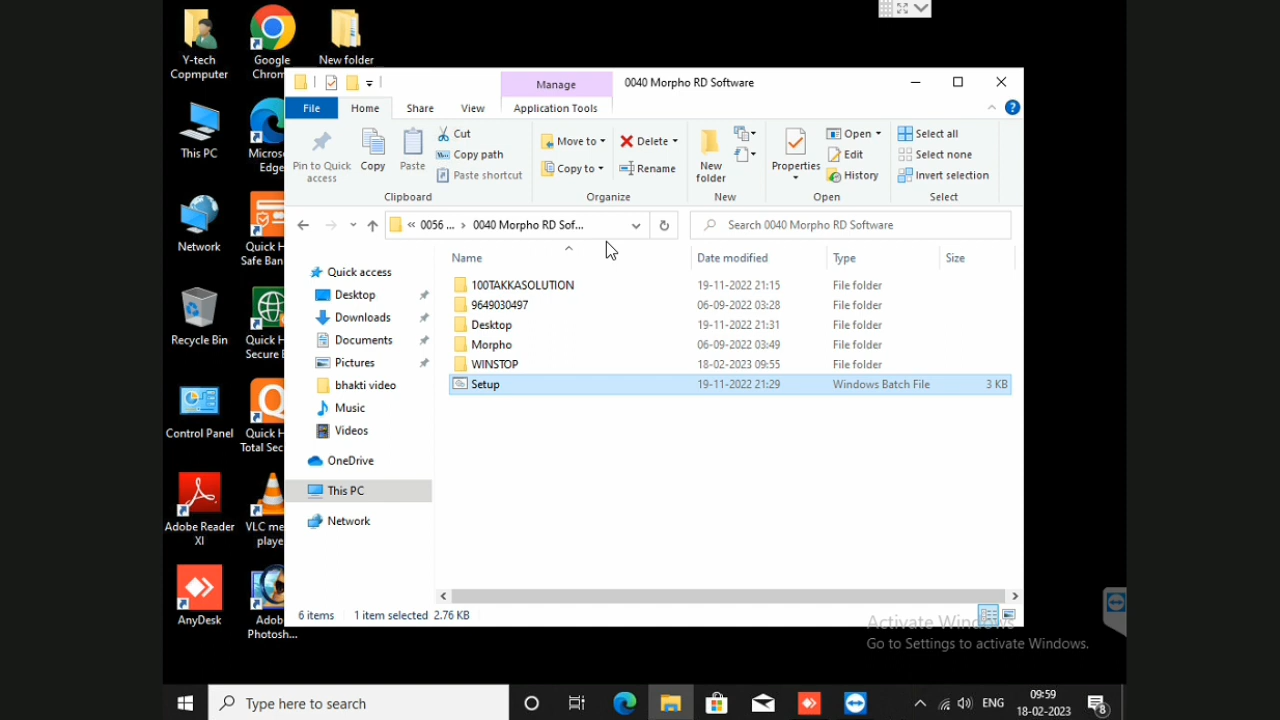 Y-tech
Copmputer
Google
Chrom
New folder
This PC
Micros
Edge
Network
Quick H
Safe Ban
Recycle Bin
Quick H
Secure
Control Panel
Quick H
Total Sec
Adobe Reader
XI
VLC me
playe
AnyDesk
Adob
Photosh...
Manage
0040 Morpho RD Software
File
Home
Share
View
Application Tools
Pin to Quick
access
Copy
Paste
Cut
Copy path
Paste shortcut
Clipboard
Move to
Copy to
Delete
Rename
Organize
New
folder
New
Properties
Open
Edit
History
Open
Select all
Select none
Invert selection
Select
« 0056 ... › 0040 Morpho RD Sof...
Search 0040 Morpho RD Software
Name Date modified Type Size
100TAKKASOLUTION 19-11-2022 21:15 File folder
9649030497 06-09-2022 03:28 File folder
Desktop 19-11-2022 21:31 File folder
Morpho 06-09-2022 03:49 File folder
WINSTOP 18-02-2023 09:55 File folder
Setup 19-11-2022 21:29 Windows Batch File 3 KB
Quick access
Desktop
Downloads
Documents
Pictures
bhakti video
Music
Videos
OneDrive
This PC
Network
6 items 1 item selected 2.76 KB
Activate Windows
Go to Settings to activate Windows.
Type here to search
ENG
09:59
18-02-2023
8